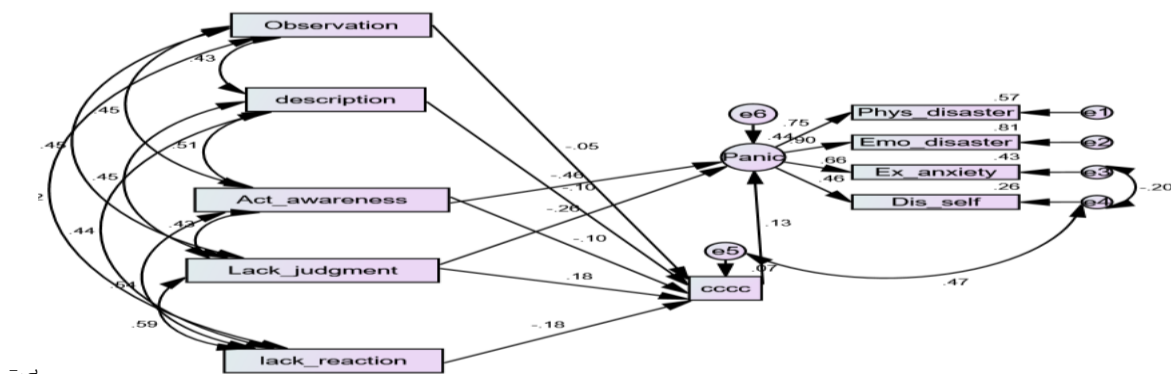 Observation
.43
description
.45
.51
.45
.45
Act_awareness
.44
.43
Lack_judgment
.54
.59
lack_reaction
-.05
-.46
-.10
-.26
-.10
.18
-.18
e6
.44
Panic
.75
.90
.66
.46
.57
Phys_disaster
e1
.81
Emo_disaster
e2
.43
Ex_anxiety
e3
.26
Dis_self
e4
-.20
.13
e5
.07
cccc
.47